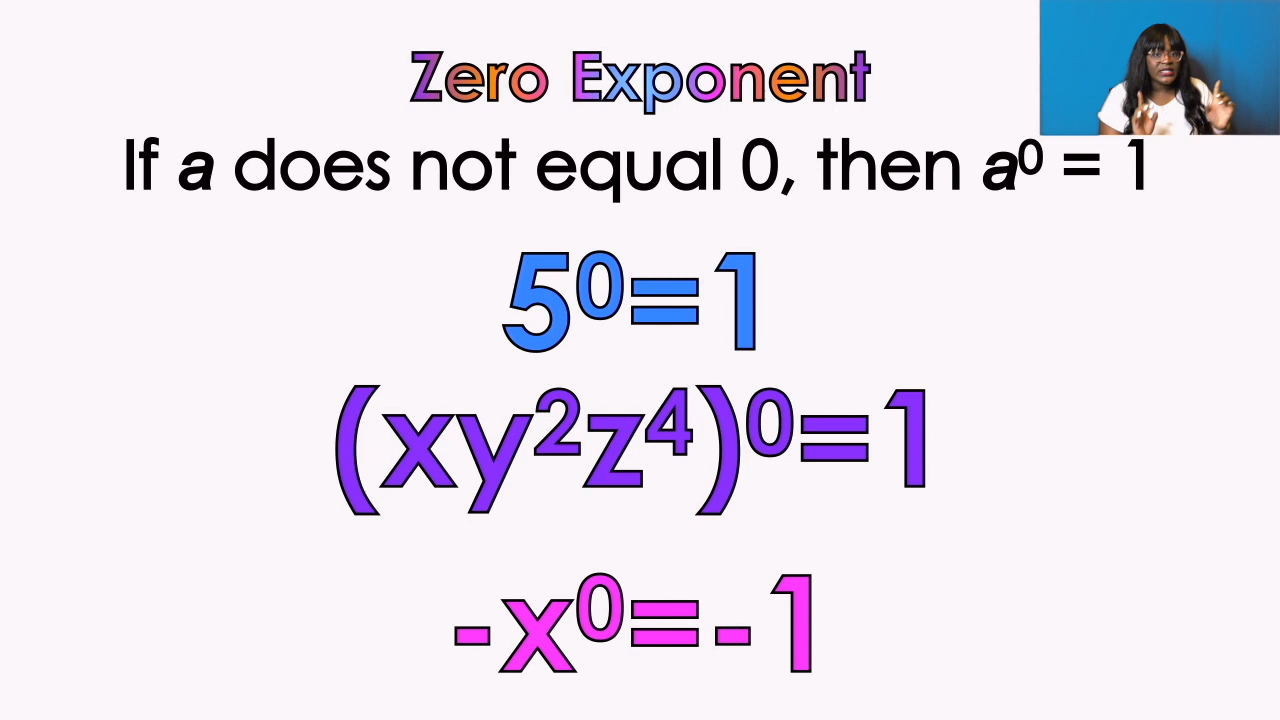 Zero Exponent
If a does not equal 0, then a⁰ = 1
5⁰=1
(xy²z⁴)⁰=1
-x⁰=-1